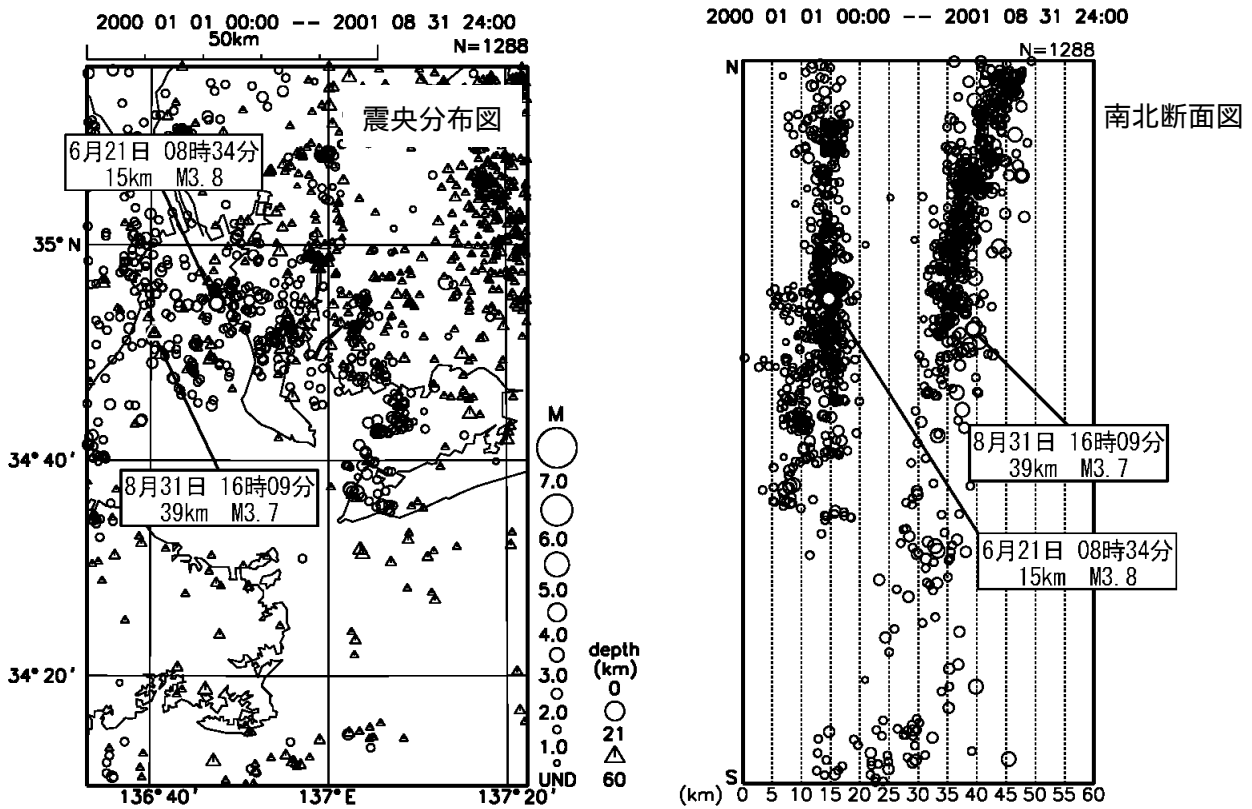 2000 01 01 00:00 -- 2001 08 31 24:00
50km
N=1288
震央分布図
6月21日 08時34分
15km M3.8
35°N
34°40′
8月31日 16時09分
39km M3.7
34°20′
136°40′
137°E
137°20′
M
7.0
6.0
5.0
4.0
3.0
2.0
1.0
UND
depth
(km)
0
21
60
2000 01 01 00:00 -- 2001 08 31 24:00
N=1288
N
南北断面図
8月31日 16時09分
39km M3.7
6月21日 08時34分
15km M3.8
S
(km) 0 5 10 15 20 25 30 35 40 45 50 55 60